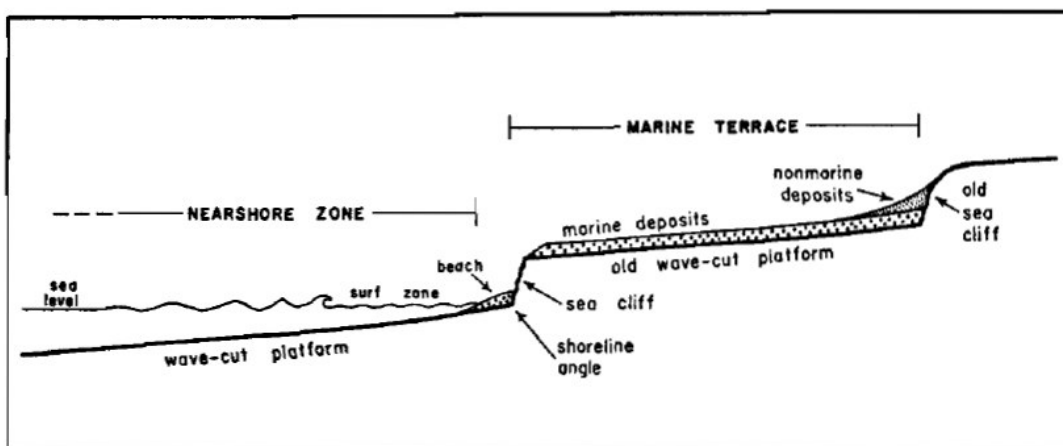 MARINE TERRACE
nonmarine
deposits
old
sea
cliff
NEARSHORE ZONE
marine deposits
old wave-cut platform
beach
sea
level
surf zone
sea cliff
wave-cut platform
shoreline
angle